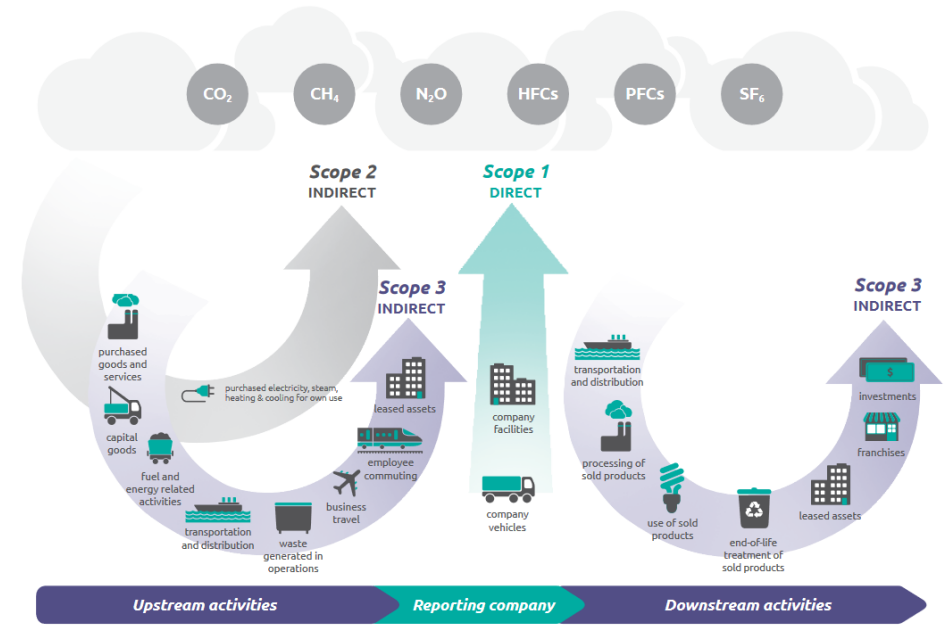 CO₂
CH₄
N₂O
HFCs
PFCs
SF₆
Scope 2
INDIRECT
Scope 1
DIRECT
Scope 3
INDIRECT
Scope 3
INDIRECT
purchased
goods and
services
capital
goods
fuel and
energy related
activities
transportation
and distribution
waste
generated in
operations
business
travel
employee
commuting
leased assets
purchased electricity, steam,
heating & cooling for own use
company
facilities
company
vehicles
transportation
and distribution
processing of
sold products
use of sold
products
end-of-life
treatment of
sold products
leased assets
franchises
$
investments
Upstream activities
Reporting company
Downstream activities